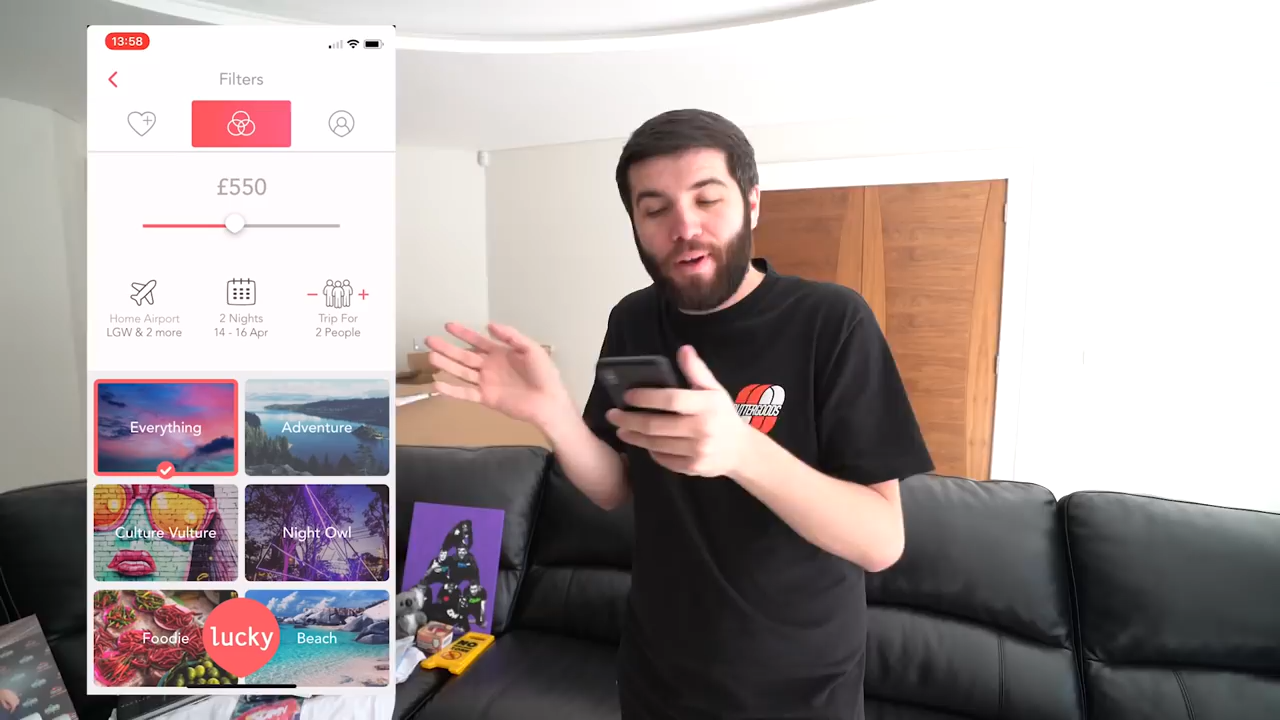 13:58
Filters
£550
Home Airport
LGW & 2 more
2 Nights
14 - 16 Apr
Trip For
2 People
Everything
Adventure
Culture Vulture
Night Owl
Foodie
lucky
Beach